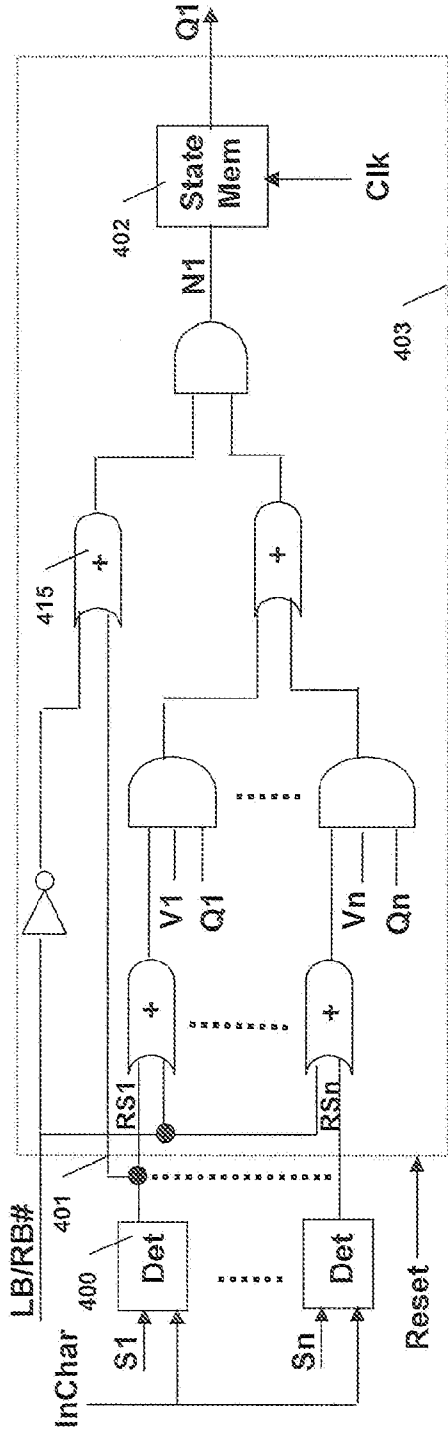 LB/RB#
InChar
S1
400
Det
401
RS1
+
V1
Q1
415
+
N1
402
State
Mem
Q1
Clk
+
Sn
Det
RSn
+
Vn
Qn
Reset
403